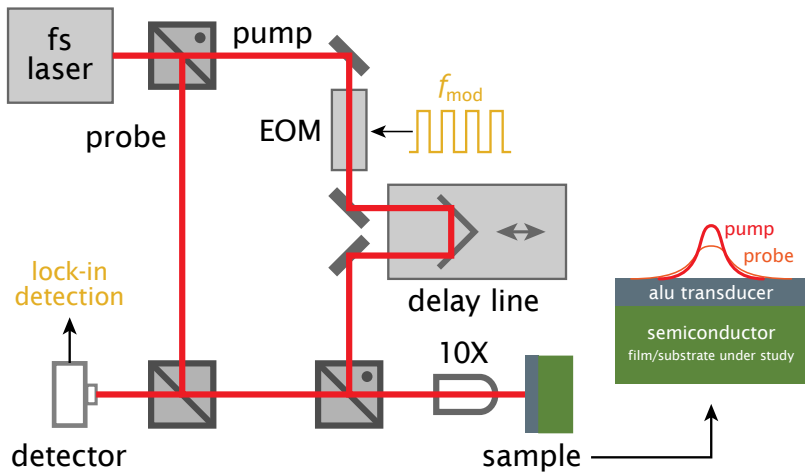 fs
laser
pump
probe
EOM
f mod
delay line
lock-in
detection
10X
detector
sample
pump
probe
alu transducer
semiconductor
film/substrate under study